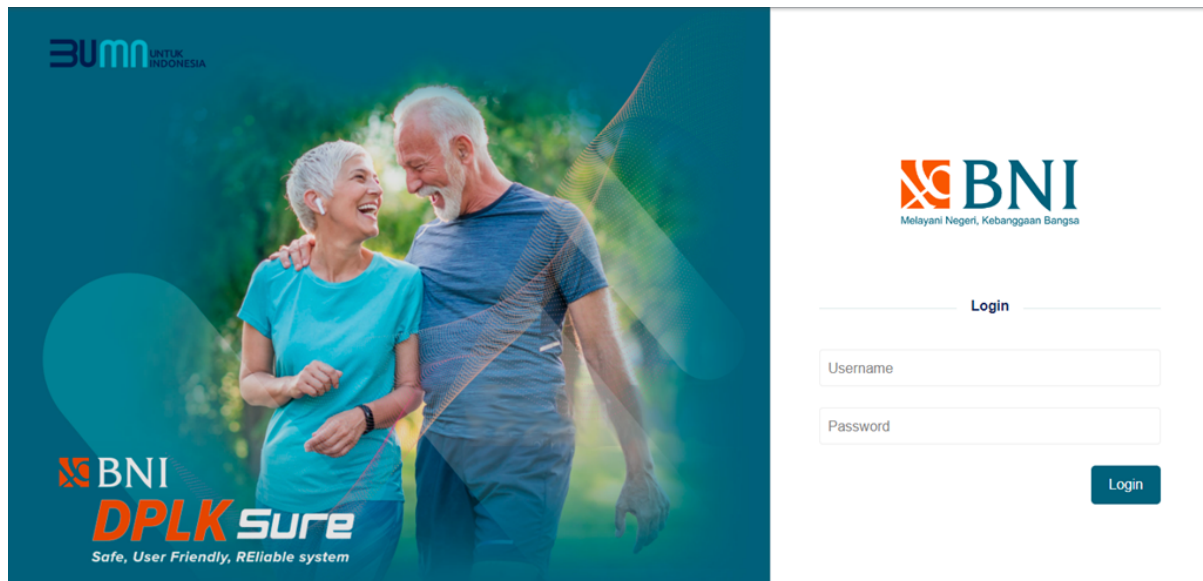 BUMN UNTUK
INDONESIA
BNI
DPLK Sure
Safe, User Friendly, REliable system
BNI
Melayani Negeri, Kebanggaan Bangsa
Login
Username
Password
Login